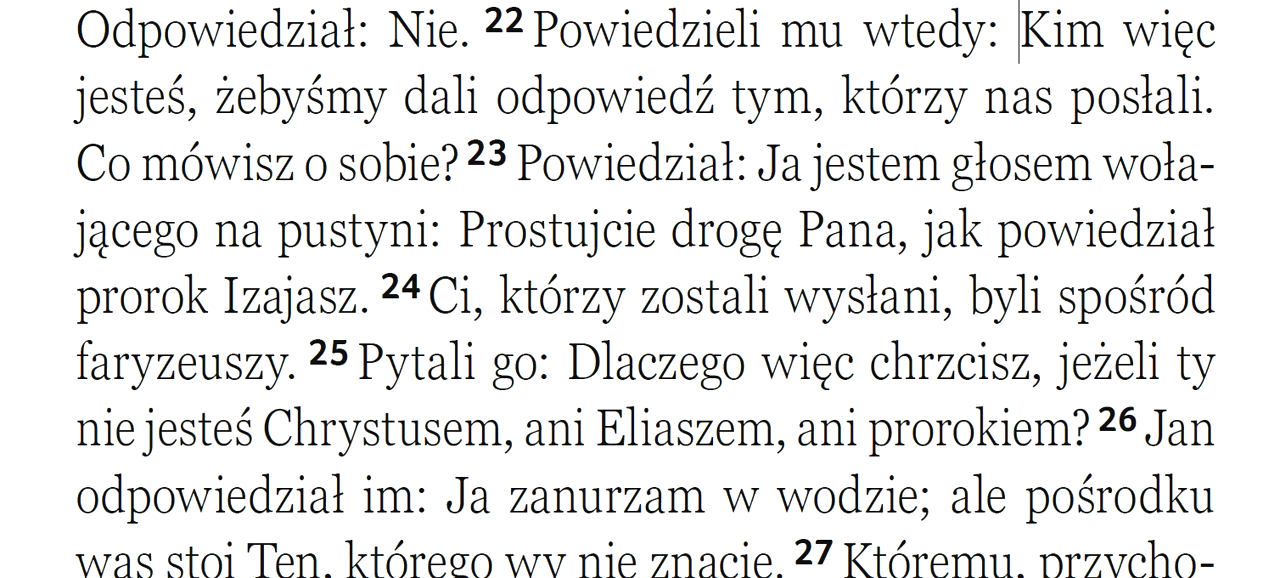 Odpowiedział: Nie. 22 Powiedzieli mu wtedy: Kim więc
jesteś, żebyśmy dali odpowiedź tym, którzy nas posłali.
Co mówisz o sobie? 23 Powiedział: Ja jestem głosem woła-
jącego na pustyni: Prostujcie drogę Pana, jak powiedział
prorok Izajasz. 24 Ci, którzy zostali wysłani, byli spośród
faryzeuszy. 25 Pytali go: Dlaczego więc chrzcisz, jeżeli ty
nie jesteś Chrystusem, ani Eliaszem, ani prorokiem? 26 Jan
odpowiedział im: Ja zanurzam w wodzie; ale pośrodku
was stoi Ten, którego wy nie znacie. 27 Któremu, przycho-